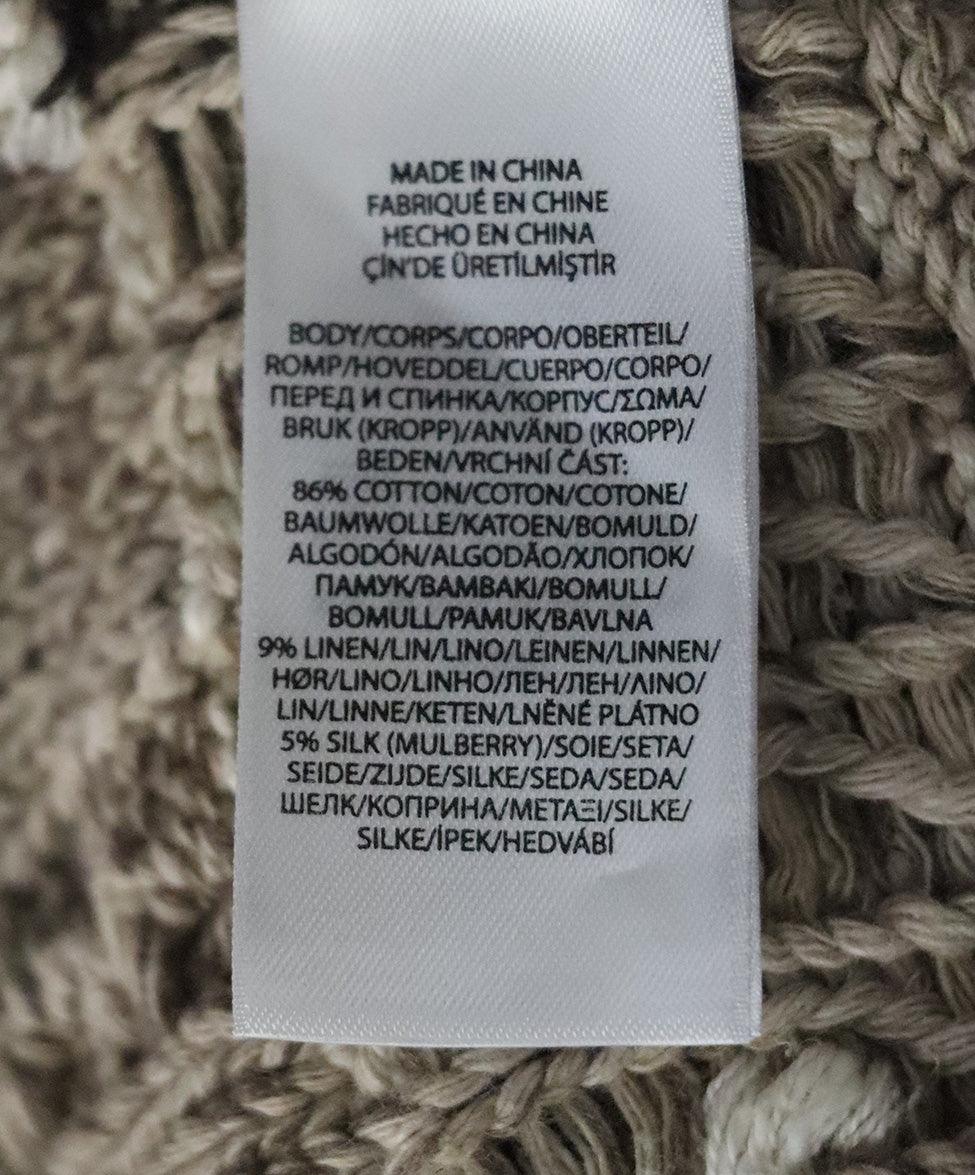 MADE IN CHINA
FABRIQUÉ EN CHINE
HECHO EN CHINA
ÇİN'DE ÜRETİLMİŞTİR
BODY/CORPS/CORPO/OBERTEIL/
ROMP/HOVEDDEL/CUERPO/CORPO/
ПЕРЕД И СПИНКА/КОРПУС/ΣΩΜΑ/
BRUK (KROPP)/ANVÄND (KROPP)/
BEDEN/VRCHNÍ ČÁST:
86% COTTON/COTON/COTONE/
BAUMWOLLE/KATOEN/BOMULD/
ALGODÓN/ALGODÃO/ХЛОПОК/
ПАМУК/ΒΑΜΒΑΚΙ/BOMULL/
BOMULL/PAMUK/BAVLNA
9% LINEN/LIN/LINO/LEINEN/LINNEN/
HØR/LINO/LINHO/ЛЕН/ЛЕН/ΛΙΝΟ/
LIN/LINNE/KETEN/LNĚNÉ PLÁTNO
5% SILK (MULBERRY)/SOIE/SETA/
SEIDE/ZIJDE/SILKE/SEDA/SEDA/
ШЕЛК/КОПРИНА/ΜΕΤΑΞΙ/SILKE/
SILKE/İPEK/HEDVÁBÍ